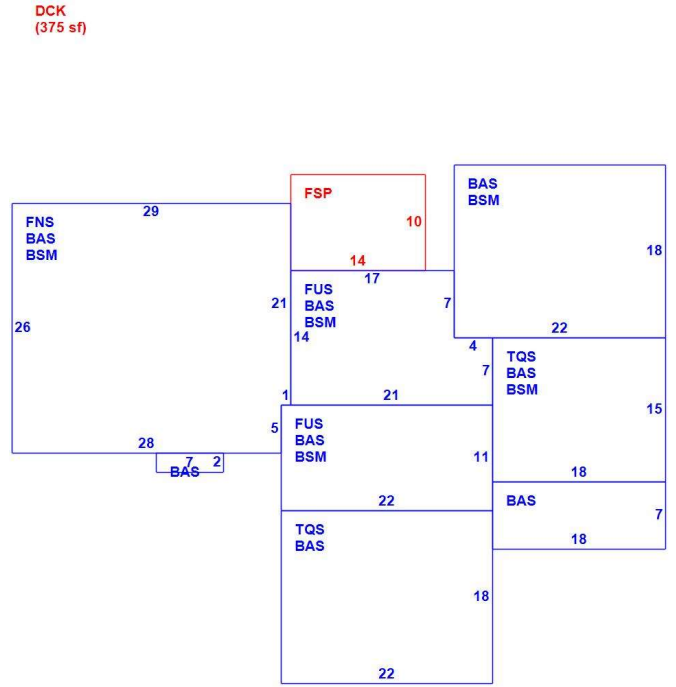 DCK
(375 sf)
FSP
10
14
BAS
BSM
18
22
29
FNS
BAS
BSM
26
21
1
5
28
7 2
BAS
17
FUS
BAS
BSM
14
7
4
7
21
TQS
BAS
BSM
15
18
FUS
BAS
BSM
11
22
BAS
7
18
TQS
BAS
18
22